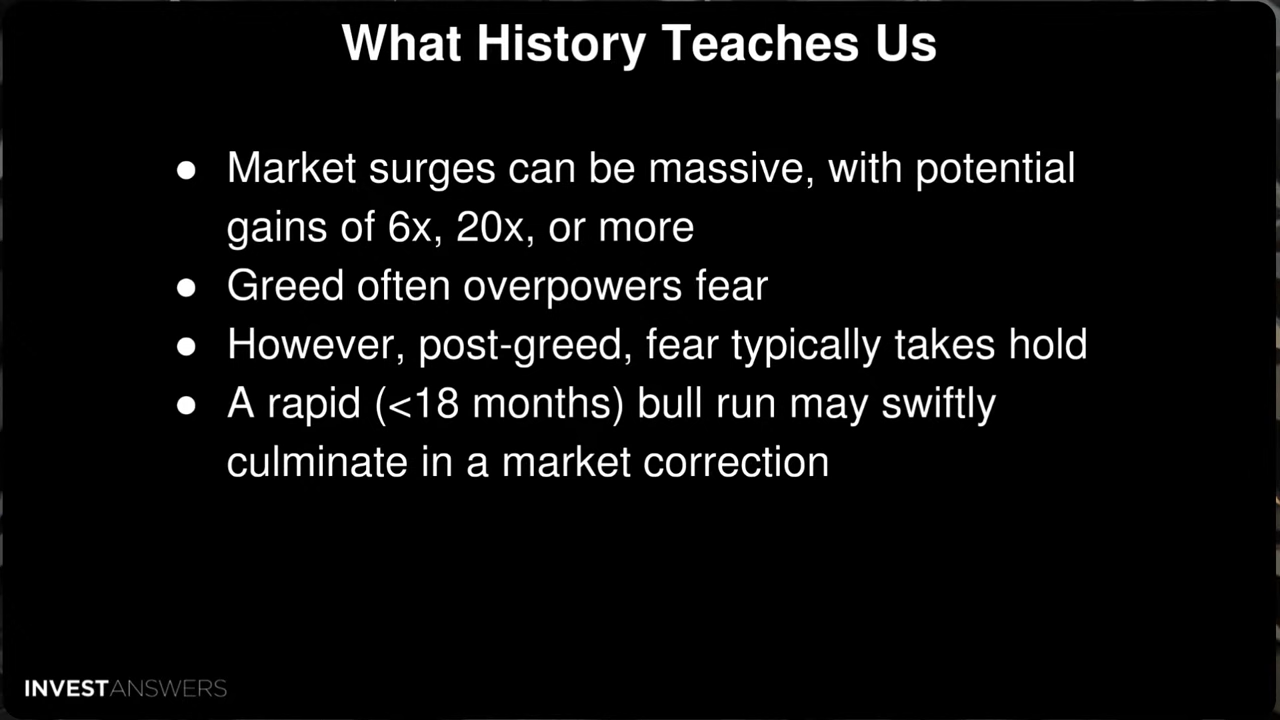 What History Teaches Us
● Market surges can be massive, with potential
gains of 6x, 20x, or more
● Greed often overpowers fear
● However, post-greed, fear typically takes hold
● A rapid (<18 months) bull run may swiftly
culminate in a market correction
INVESTANSWERS